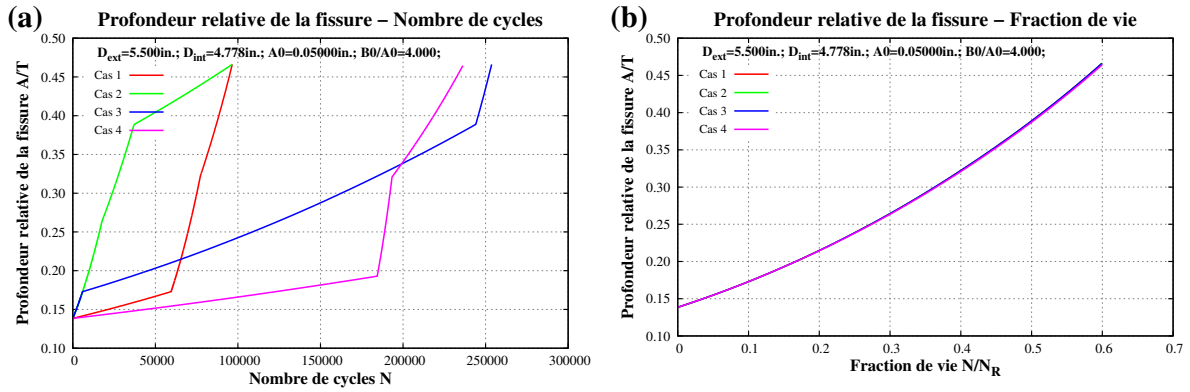 (a)
Profondeur relative de la fissure – Nombre de cycles
D_ext=5.500in.; D_int=4.778in.; A0=0.05000in.; B0/A0=4.000;
Profondeur relative de la fissure A/T
0.50
0.45
0.40
0.35
0.30
0.25
0.20
0.15
0.10
Cas 1
Cas 2
Cas 3
Cas 4
0 50000 100000 150000 200000 250000 300000
Nombre de cycles N
(b)
Profondeur relative de la fissure – Fraction de vie
D_ext=5.500in.; D_int=4.778in.; A0=0.05000in.; B0/A0=4.000;
Profondeur relative de la fissure A/T
0.50
0.45
0.40
0.35
0.30
0.25
0.20
0.15
0.10
Cas 1
Cas 2
Cas 3
Cas 4
0 0.1 0.2 0.3 0.4 0.5 0.6 0.7
Fraction de vie N/N_R